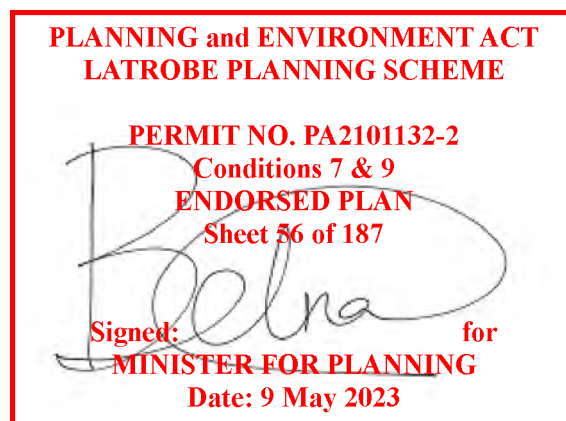 PLANNING and ENVIRONMENT ACT
LATROBE PLANNING SCHEME
PERMIT NO. PA2101132-2
Conditions 7 & 9
ENDORSED PLAN
Sheet 56 of 187
Signed: for
MINISTER FOR PLANNING
Date: 9 May 2023